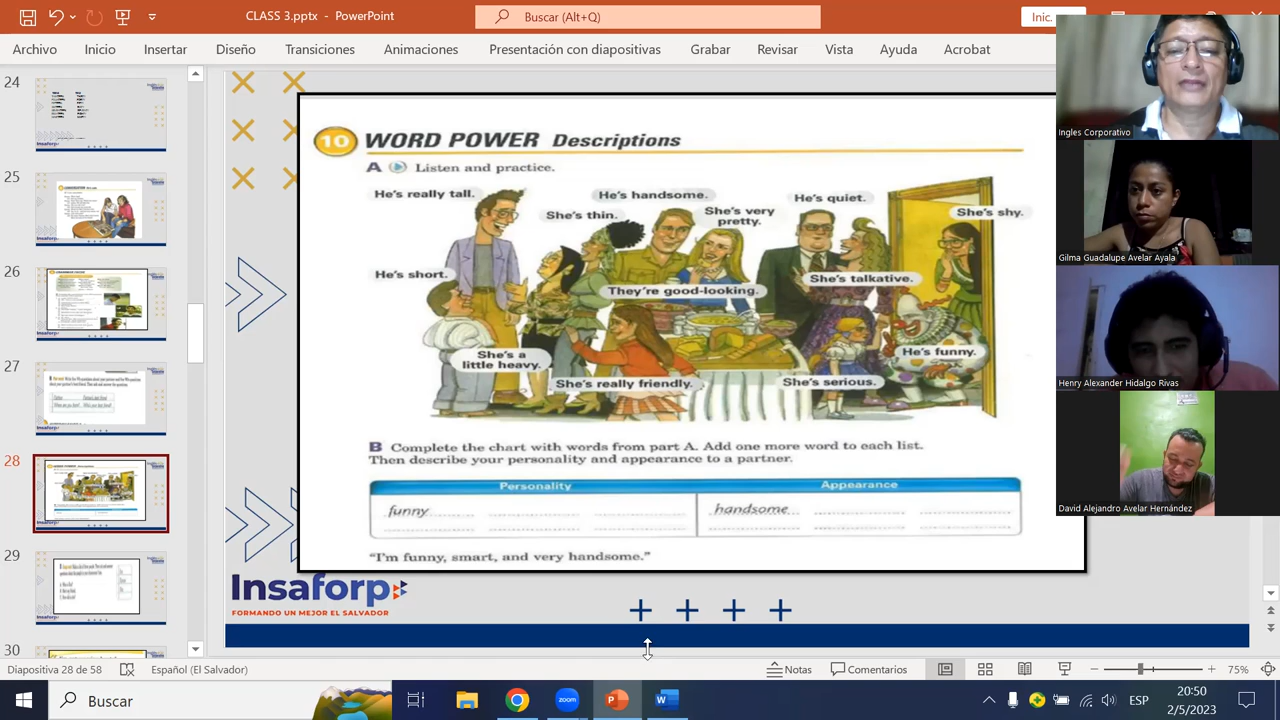 CLASS 3.pptx - PowerPoint
Buscar (Alt+Q)
Inic.
Archivo Inicio Insertar Diseño Transiciones Animaciones Presentación con diapositivas Grabar Revisar Vista Ayuda Acrobat
24
25
26
27
28
29
30
10 WORD POWER Descriptions
A Listen and practice.
He's really tall.
He's handsome.
He's quiet.
She's thin.
She's very
pretty.
She's shy.
He's short.
She's talkative.
They're good-looking.
She's a
little heavy.
He's funny.
She's really friendly.
She's serious.
B Complete the chart with words from part A. Add one more word to each list.
Then describe your personality and appearance to a partner.
Personality Appearance
funny handsome
"I'm funny, smart, and very handsome."
Insaforp
FORMANDO UN MEJOR EL SALVADOR
Ingles Corporativo
Gilma Guadalupe Avelar Ayala
Henry Alexander Hidalgo Rivas
David Alejandro Avelar Hernández
Diapositiva 28 de 58 Español (El Salvador) Notas Comentarios 75%
Buscar
ESP
20:50
2/5/2023